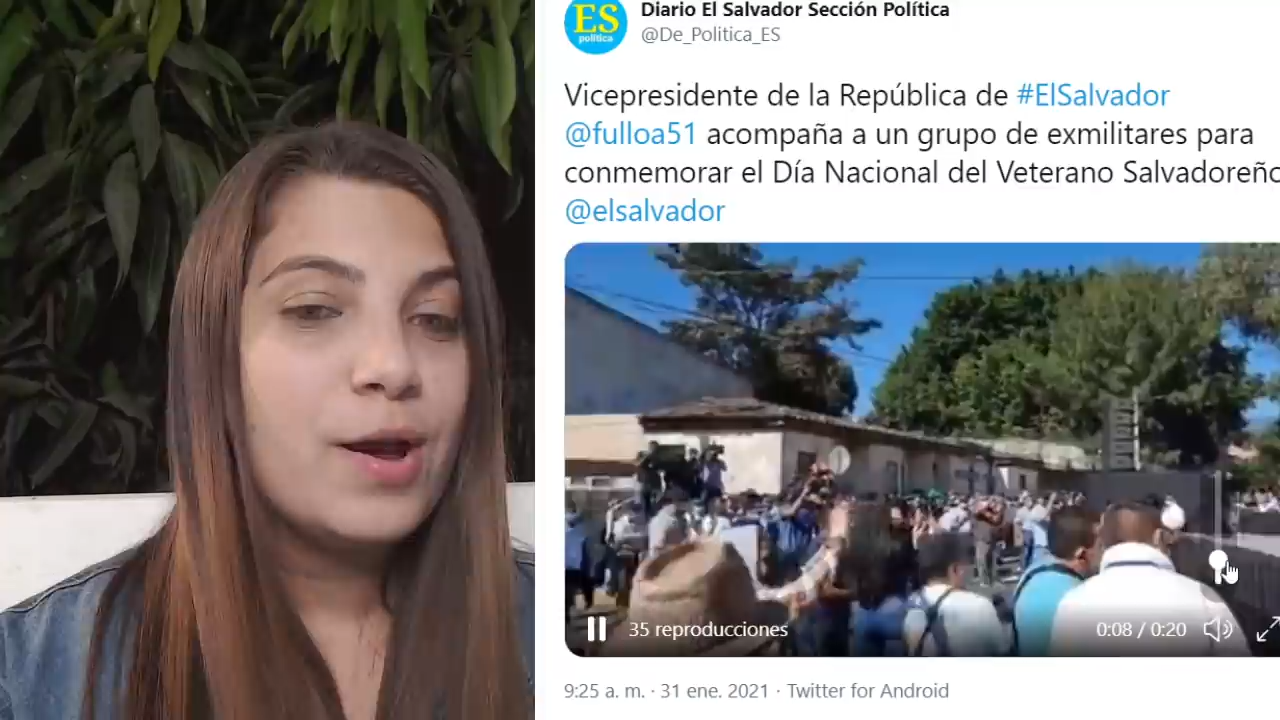 ES
política
Diario El Salvador Sección Política
@De_Politica_ES
Vicepresidente de la República de #ElSalvador
@fulloa51 acompaña a un grupo de exmilitares para
conmemorar el Día Nacional del Veterano Salvadoreño
@elsalvador
35 reproducciones
0:08 / 0:20
9:25 a. m. · 31 ene. 2021 · Twitter for Android